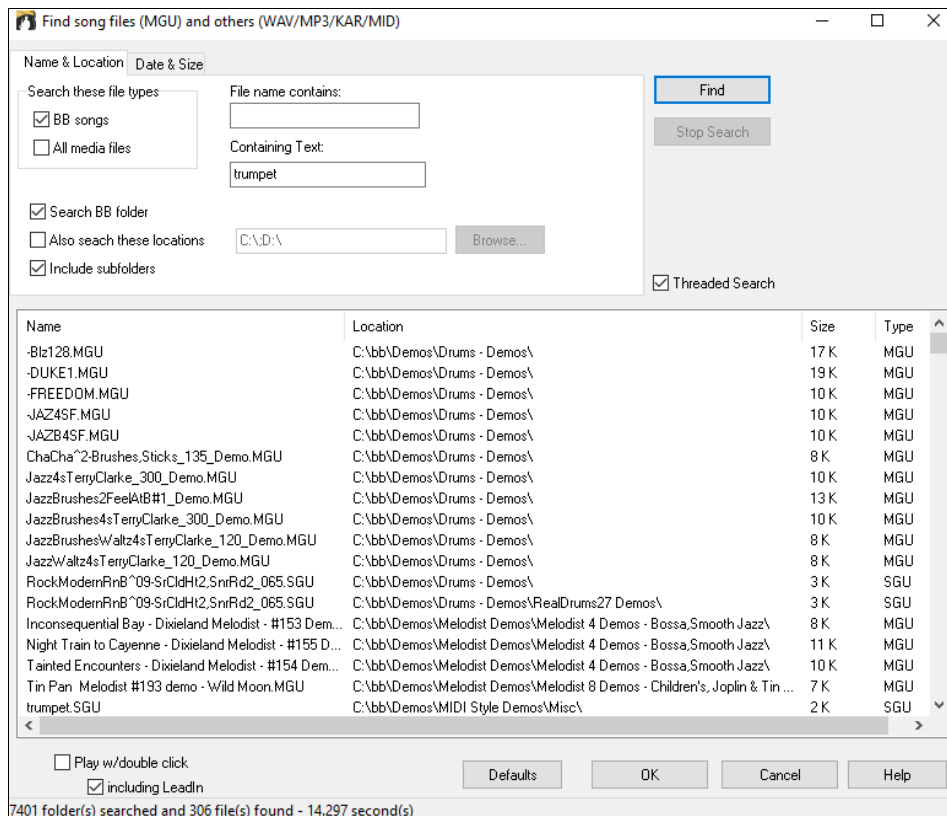 Find song files (MGU) and others (WAV/MP3/KAR/MID)
Name & Location Date & Size
Search these file types
File name contains:
Find
BB songs
Stop Search
All media files
Containing Text:
trumpet
Search BB folder
Also seach these locations C:\;D:\ Browse...
Include subfolders
Threaded Search
Name Location Size Type
-Blz128.MGU C:\bb\Demos\Drums - Demos\ 17 K MGU
-DUKE1.MGU C:\bb\Demos\Drums - Demos\ 19 K MGU
-FREEDOM.MGU C:\bb\Demos\Drums - Demos\ 10 K MGU
-JAZ4SF.MGU C:\bb\Demos\Drums - Demos\ 10 K MGU
-JAZB4SF.MGU C:\bb\Demos\Drums - Demos\ 10 K MGU
ChaCha^2-Brushes,Sticks_135_Demo.MGU C:\bb\Demos\Drums - Demos\ 8 K MGU
Jazz4sTerryClarke_300_Demo.MGU C:\bb\Demos\Drums - Demos\ 10 K MGU
JazzBrushes2FeelAtB#1_Demo.MGU C:\bb\Demos\Drums - Demos\ 13 K MGU
JazzBrushes4sTerryClarke_300_Demo.MGU C:\bb\Demos\Drums - Demos\ 10 K MGU
JazzBrushesWaltz4sTerryClarke_120_Demo.MGU C:\bb\Demos\Drums - Demos\ 8 K MGU
JazzWaltz4sTerryClarke_120_Demo.MGU C:\bb\Demos\Drums - Demos\ 8 K MGU
RockModernRnB^09-SrCldHt2,SnrRd2_065.SGU C:\bb\Demos\Drums - Demos\ 3 K SGU
RockModernRnB^09-SrCldHt2,SnrRd2_065.SGU C:\bb\Demos\Drums - Demos\RealDrums27 Demos\ 3 K SGU
Inconsequential Bay - Dixieland Melodist - #153 Dem... C:\bb\Demos\Melodist Demos\Melodist 4 Demos - Bossa,Smooth Jazz\ 8 K MGU
Night Train to Cayenne - Dixieland Melodist - #155 D... C:\bb\Demos\Melodist Demos\Melodist 4 Demos - Bossa,Smooth Jazz\ 11 K MGU
Tainted Encounters - Dixieland Melodist - #154 Dem... C:\bb\Demos\Melodist Demos\Melodist 4 Demos - Bossa,Smooth Jazz\ 10 K MGU
Tin Pan Melodist #193 demo - Wild Moon.MGU C:\bb\Demos\Melodist Demos\Melodist 8 Demos - Children's, Joplin & Tin ... 7 K MGU
trumpet.SGU C:\bb\Demos\MIDI Style Demos\Misc\ 2 K SGU
Play w/double click
including LeadIn
Defaults OK Cancel Help
7401 folder(s) searched and 306 file(s) found - 14.297 second(s)